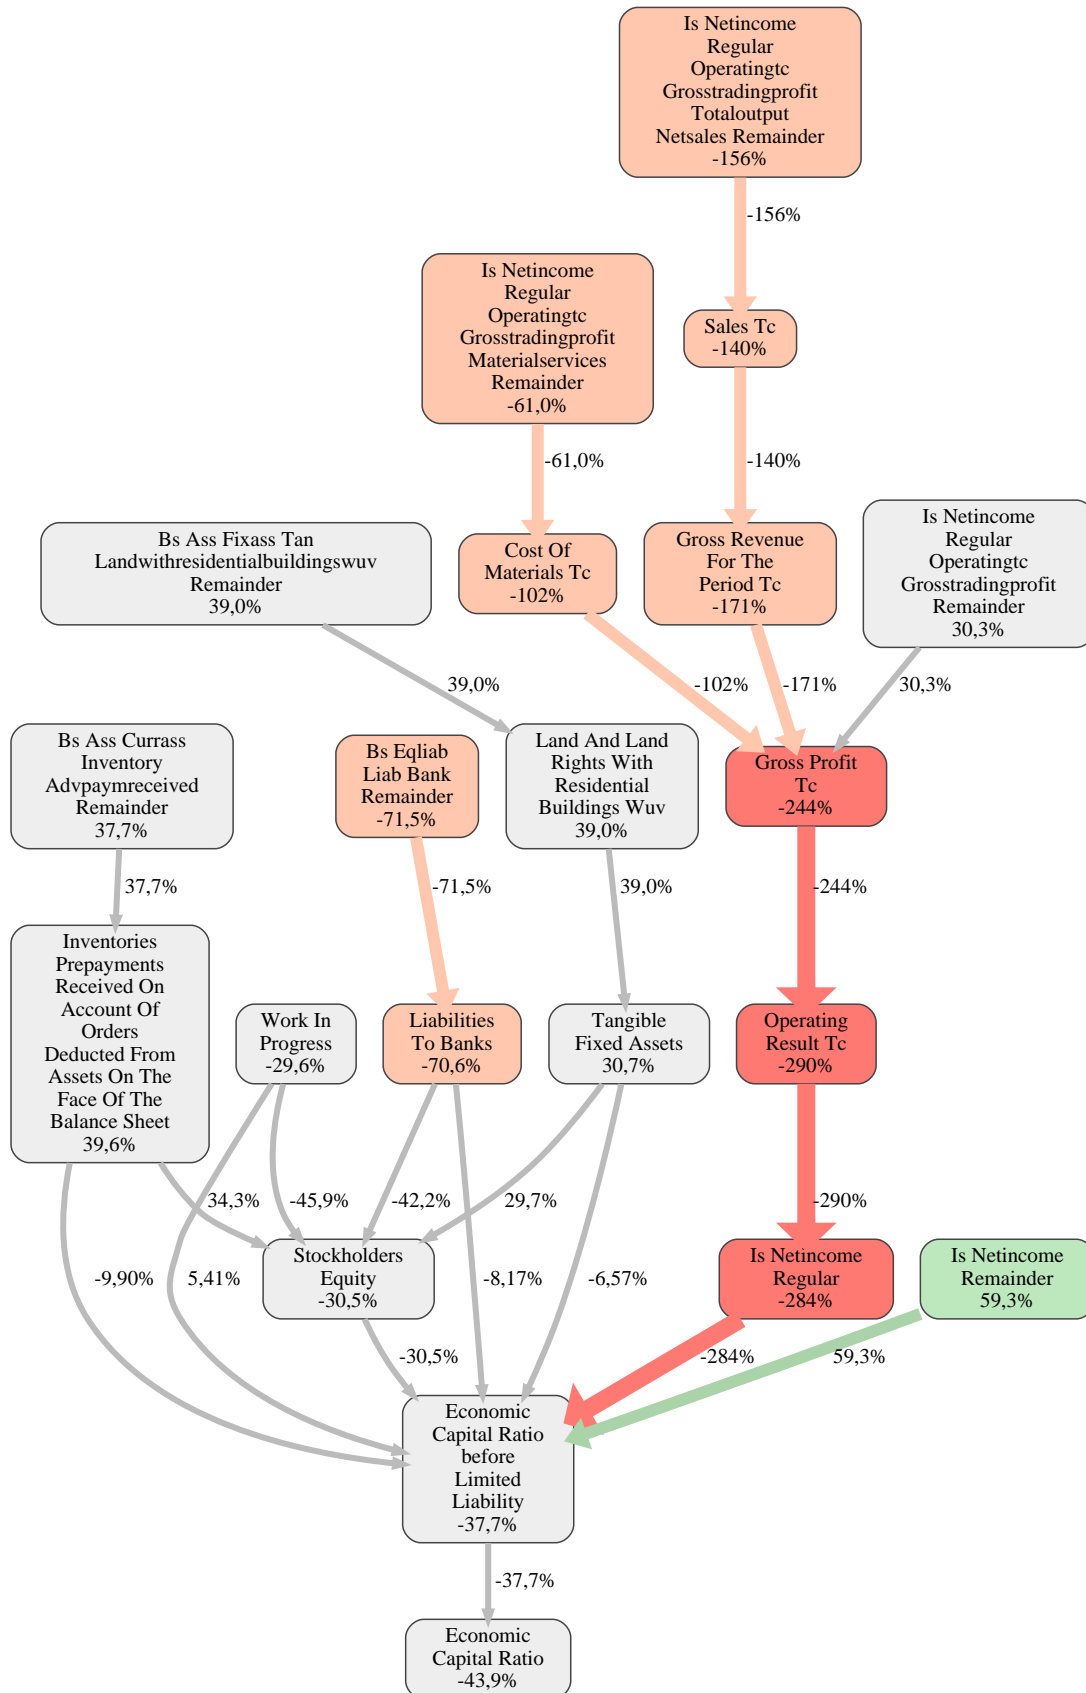 Is Netincome
Regular
Operatingtc
Grosstradingprofit
Totaloutput
Netsales Remainder
-156%
-156%
Is Netincome
Regular
Operatingtc
Grosstradingprofit
Materialservices
Remainder
-61,0%
Sales Tc
-140%
-61,0%
-140%
Bs Ass Fixass Tan
Landwithresidentialbuildingswuv
Remainder
39,0%
Cost Of
Materials Tc
-102%
Gross Revenue
For The
Period Tc
-171%
Is Netincome
Regular
Operatingtc
Grosstradingprofit
Remainder
30,3%
39,0%
-102%
-171%
30,3%
Bs Ass Currass
Inventory
Advpaymreceived
Remainder
37,7%
Bs Eqliab
Liab Bank
Remainder
-71,5%
Land And Land
Rights With
Residential
Buildings Wuv
39,0%
Gross Profit
Tc
-244%
37,7%
-71,5%
39,0%
-244%
Inventories
Prepayments
Received On
Account Of
Orders
Deducted From
Assets On The
Face Of The
Balance Sheet
39,6%
Work In
Progress
-29,6%
Liabilities
To Banks
-70,6%
Tangible
Fixed Assets
30,7%
Operating
Result Tc
-290%
34,3%
-45,9%
-42,2%
29,7%
-290%
-9,90%
5,41%
Stockholders
Equity
-30,5%
-8,17%
-6,57%
Is Netincome
Regular
-284%
Is Netincome
Remainder
59,3%
-30,5%
-284%
59,3%
Economic
Capital Ratio
before
Limited
Liability
-37,7%
-37,7%
Economic
Capital Ratio
-43,9%